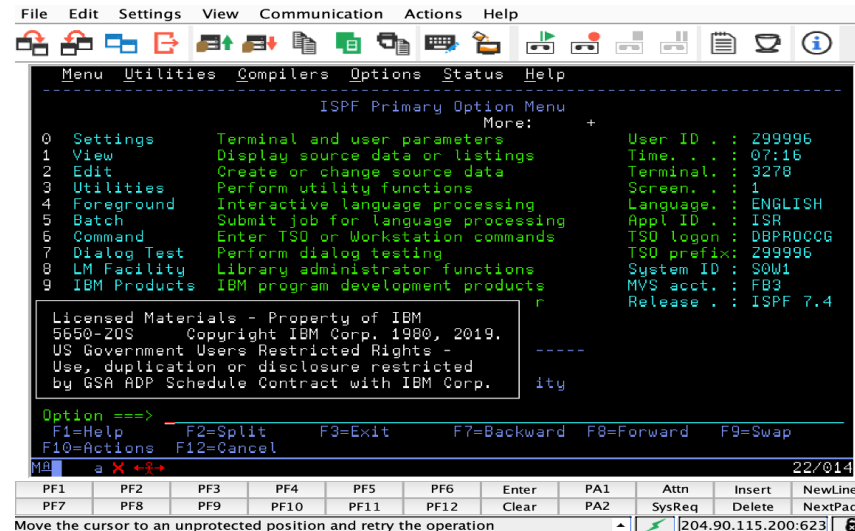 File Edit Settings View Communication Actions Help
Menu Utilities Compilers Options Status Help
ISPF Primary Option Menu
More: +
0 Settings Terminal and user parameters User ID . : Z99996
1 View Display source data or listings Time. . . : 07:16
2 Edit Create or change source data Terminal. : 3278
3 Utilities Perform utility functions Screen. . : 1
4 Foreground Interactive language processing Language. : ENGLISH
5 Batch Submit job for language processing Appl ID . : ISR
6 Command Enter TSO or Workstation commands TSO logon : DBPROCCG
7 Dialog Test Perform dialog testing TSO prefix: Z99996
8 LM Facility Library administrator functions System ID : S0W1
9 IBM Products IBM program development products MVS acct. : FB3
r Release . : ISPF 7.4
Licensed Materials - Property of IBM
5650-ZOS Copyright IBM Corp. 1980, 2019.
US Government Users Restricted Rights - -----
Use, duplication or disclosure restricted
by GSA ADP Schedule Contract with IBM Corp. ity
Option ===>
F1=Help F2=Split F3=Exit F7=Backward F8=Forward F9=Swap
F10=Actions F12=Cancel
MA a 22/014
PF1 PF2 PF3 PF4 PF5 PF6 Enter PA1 Attn Insert NewLine
PF7 PF8 PF9 PF10 PF11 PF12 Clear PA2 SysReq Delete NextPad
Move the cursor to an unprotected position and retry the operation 204.90.115.200:623